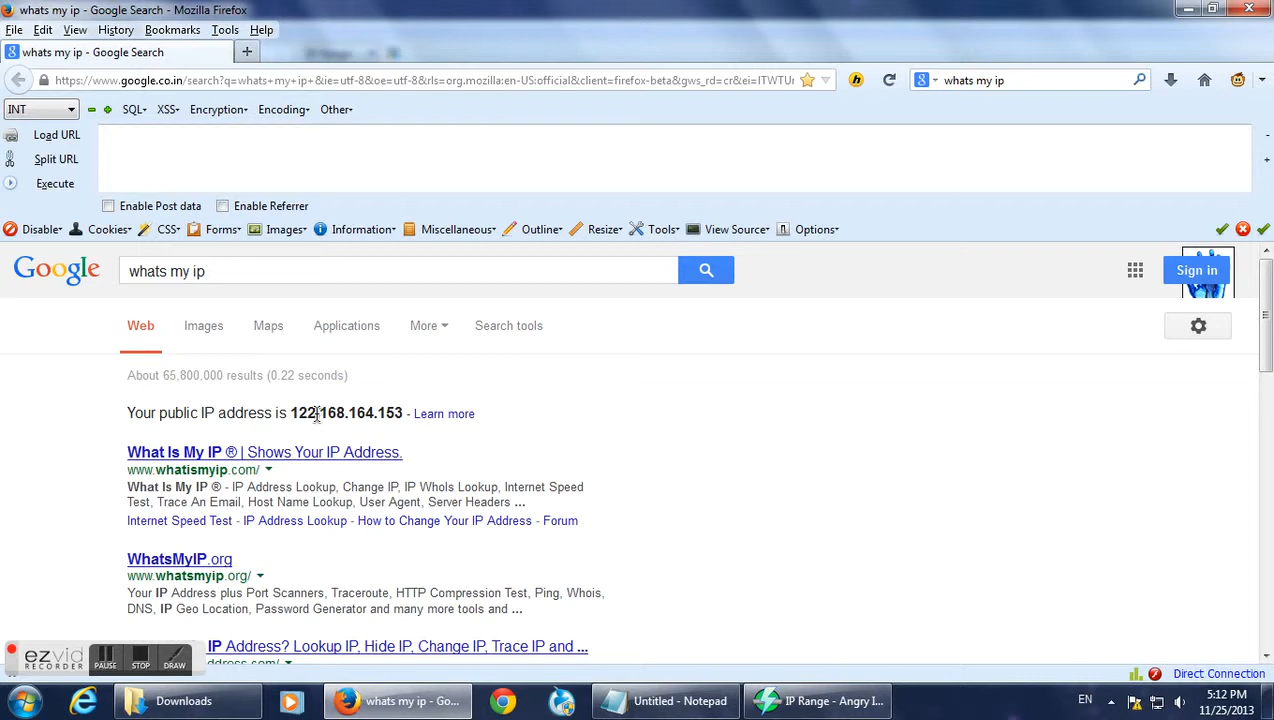 whats my ip - Google Search - Mozilla Firefox
File Edit View History Bookmarks Tools Help
whats my ip - Google Search +
https://www.google.co.in/search?q=whats+my+ip+&ie=utf-8&oe=utf-8&rls=org.mozilla:en-US:official&client=firefox-beta&gws_rd=cr&ei=ITWTUr whats my ip
INT SQL XSS Encryption Encoding Other
Load URL
Split URL
Execute
Enable Post data Enable Referrer
Disable Cookies CSS Forms Images Information Miscellaneous Outline Resize Tools View Source Options
Google whats my ip Sign in
Web Images Maps Applications More Search tools
About 65,800,000 results (0.22 seconds)
Your public IP address is 122.168.164.153 - Learn more
What Is My IP ® | Shows Your IP Address.
www.whatismyip.com/
What Is My IP ® - IP Address Lookup, Change IP, IP WhoIs Lookup, Internet Speed
Test, Trace An Email, Host Name Lookup, User Agent, Server Headers ...
Internet Speed Test - IP Address Lookup - How to Change Your IP Address - Forum
WhatsMyIP.org
www.whatsmyip.org/
Your IP Address plus Port Scanners, Traceroute, HTTP Compression Test, Ping, Whois,
DNS, IP Geo Location, Password Generator and many more tools and ...
IP Address? Lookup IP, Hide IP, Change IP, Trace IP and ...
ezvid RECORDER PAUSE STOP DRAW
Direct Connection
Downloads whats my ip - Go... Untitled - Notepad IP Range - Angry I... EN 5:12 PM
11/25/2013